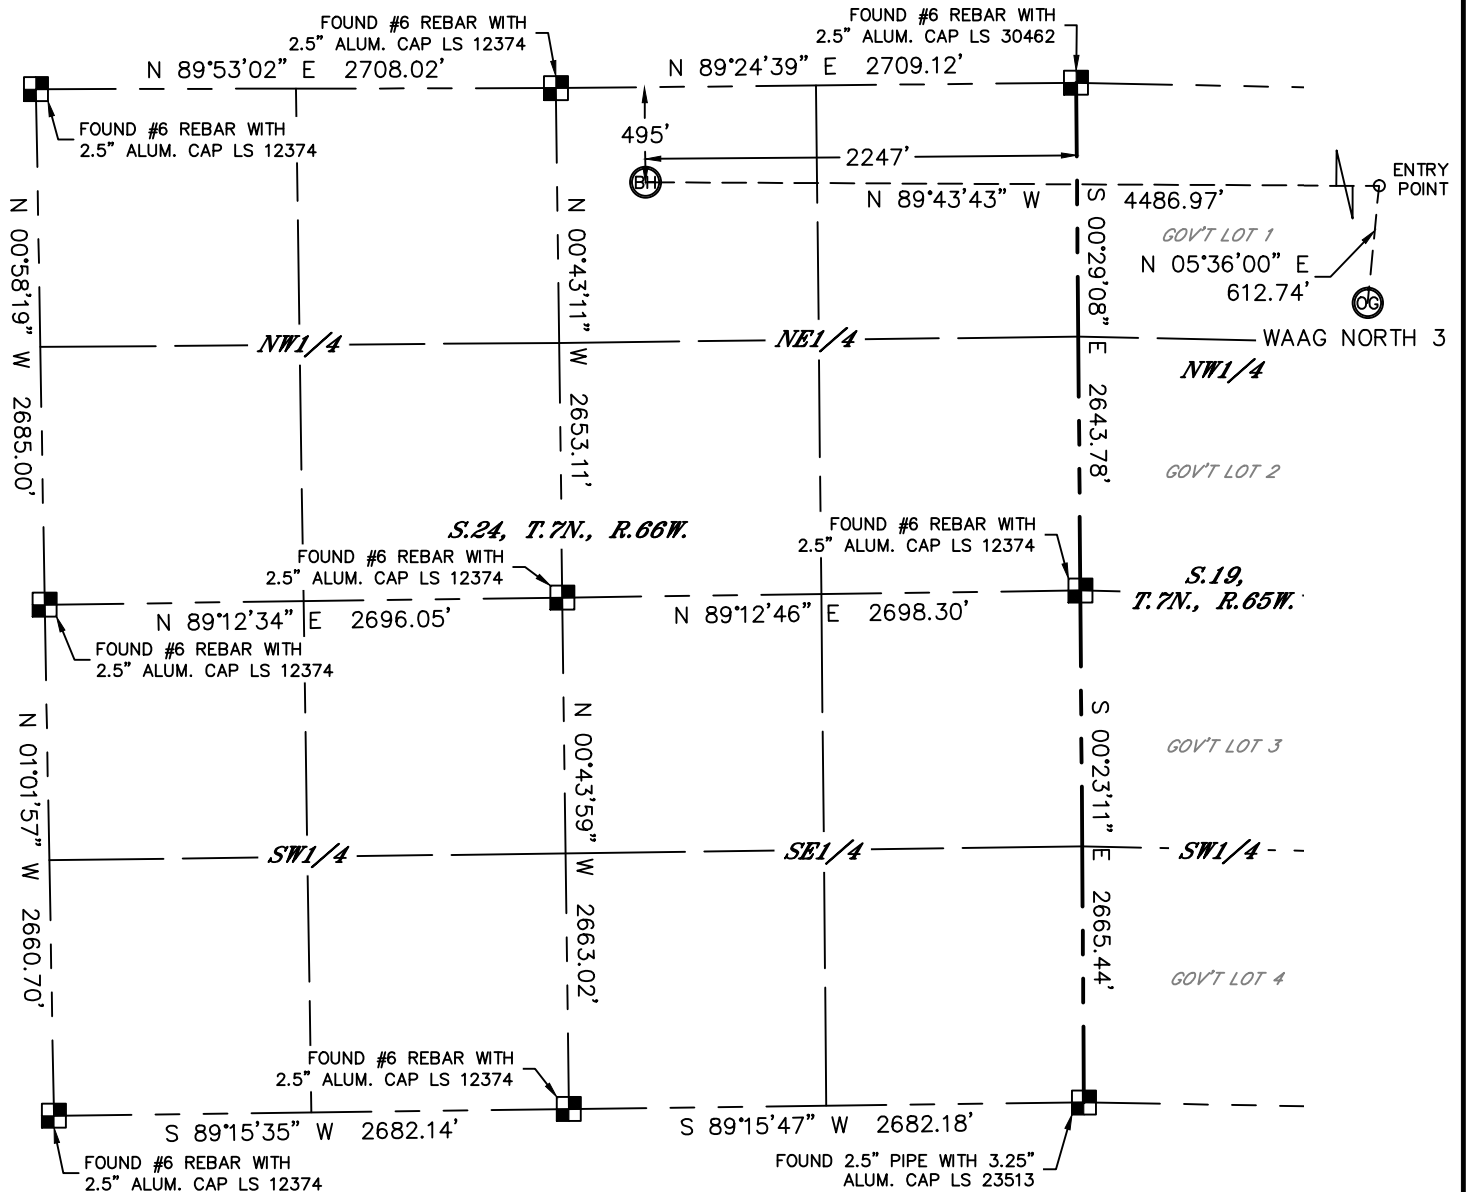 FOUND #6 REBAR WITH
2.5" ALUM. CAP LS 12374
FOUND #6 REBAR WITH
2.5" ALUM. CAP LS 30462
N 89°53'02" E 2708.02'
N 89°24'39" E 2709.12'
FOUND #6 REBAR WITH
2.5" ALUM. CAP LS 12374
495'
2247'
BH
ENTRY
POINT
N 89°43'43" W 4486.97'
GOV'T LOT 1
N 05°36'00" E
612.74'
OG
WAAG NORTH 3
N 00°58'19" W 2685.00'
N 00°43'11" W 2653.11'
S 00°29'08" E 2643.78'
NW1/4
NE1/4
NW1/4
GOV'T LOT 2
S.24, T.7N., R.66W.
FOUND #6 REBAR WITH
2.5" ALUM. CAP LS 12374
FOUND #6 REBAR WITH
2.5" ALUM. CAP LS 12374
S.19,
T.7N., R.65W.
N 89°12'34" E 2696.05'
N 89°12'46" E 2698.30'
FOUND #6 REBAR WITH
2.5" ALUM. CAP LS 12374
N 01°01'57" W 2660.70'
N 00°43'59" W 2663.02'
S 00°23'11" E 2665.44'
GOV'T LOT 3
SW1/4
SE1/4
SW1/4
GOV'T LOT 4
FOUND #6 REBAR WITH
2.5" ALUM. CAP LS 12374
S 89°15'35" W 2682.14'
S 89°15'47" W 2682.18'
FOUND #6 REBAR WITH
2.5" ALUM. CAP LS 12374
FOUND 2.5" PIPE WITH 3.25"
ALUM. CAP LS 23513